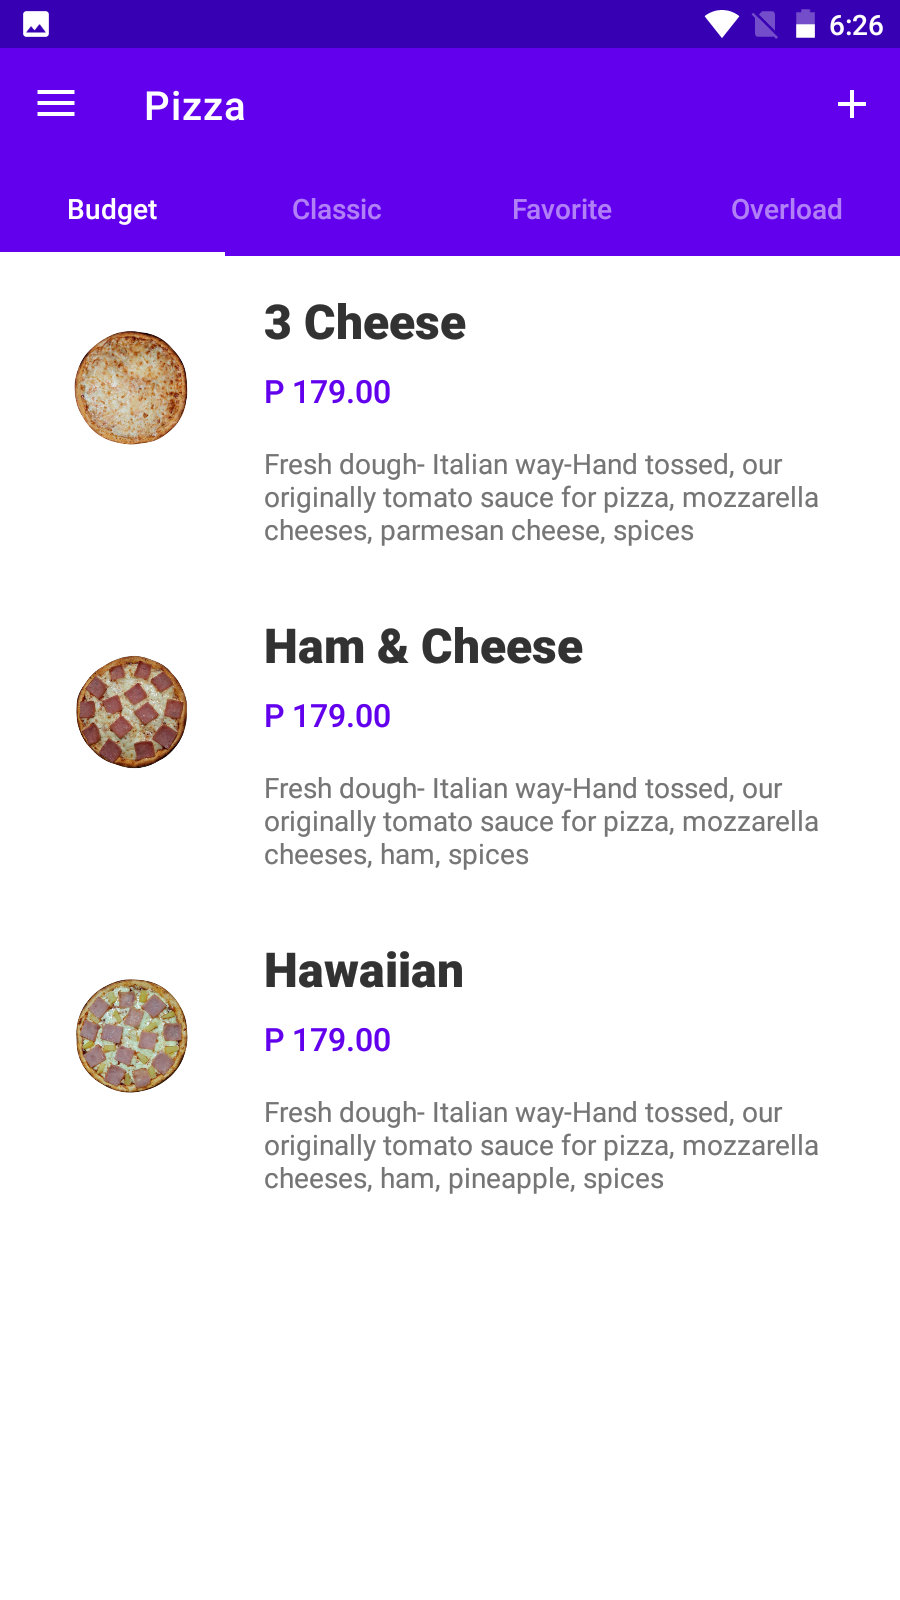 6:26
Pizza
Budget Classic Favorite Overload
3 Cheese
P 179.00
Fresh dough- Italian way-Hand tossed, our
originally tomato sauce for pizza, mozzarella
cheeses, parmesan cheese, spices
Ham & Cheese
P 179.00
Fresh dough- Italian way-Hand tossed, our
originally tomato sauce for pizza, mozzarella
cheeses, ham, spices
Hawaiian
P 179.00
Fresh dough- Italian way-Hand tossed, our
originally tomato sauce for pizza, mozzarella
cheeses, ham, pineapple, spices